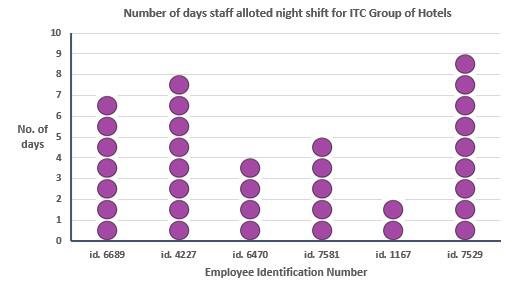 Number of days staff alloted night shift for ITC Group of Hotels
10
9
8
7
6
5
4
3
2
1
0
No. of
days
id. 6689 id. 4227 id. 6470 id. 7581 id. 1167 id. 7529
Employee Identification Number